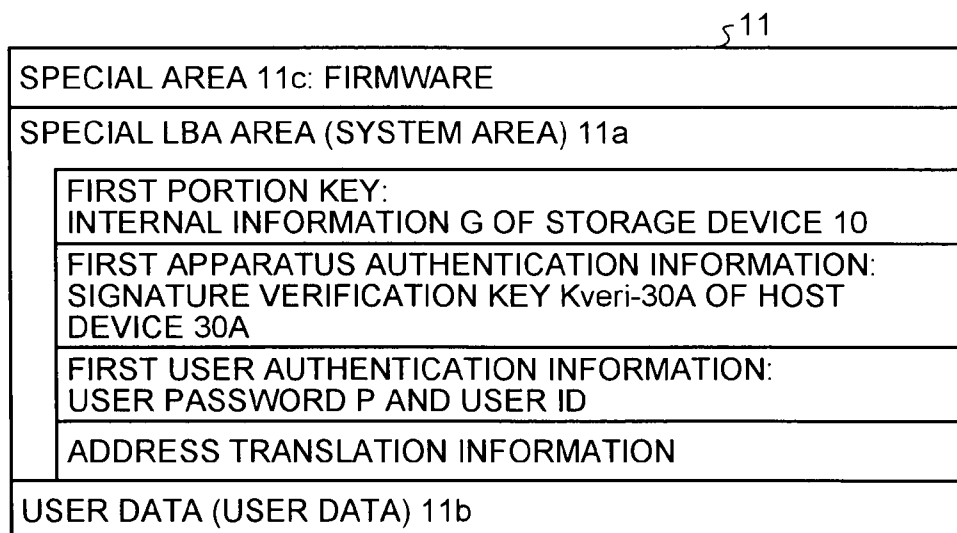 11
SPECIAL AREA 11c: FIRMWARE
SPECIAL LBA AREA (SYSTEM AREA) 11a
FIRST PORTION KEY:
INTERNAL INFORMATION G OF STORAGE DEVICE 10
FIRST APPARATUS AUTHENTICATION INFORMATION:
SIGNATURE VERIFICATION KEY Kveri-30A OF HOST
DEVICE 30A
FIRST USER AUTHENTICATION INFORMATION:
USER PASSWORD P AND USER ID
ADDRESS TRANSLATION INFORMATION
USER DATA (USER DATA) 11b